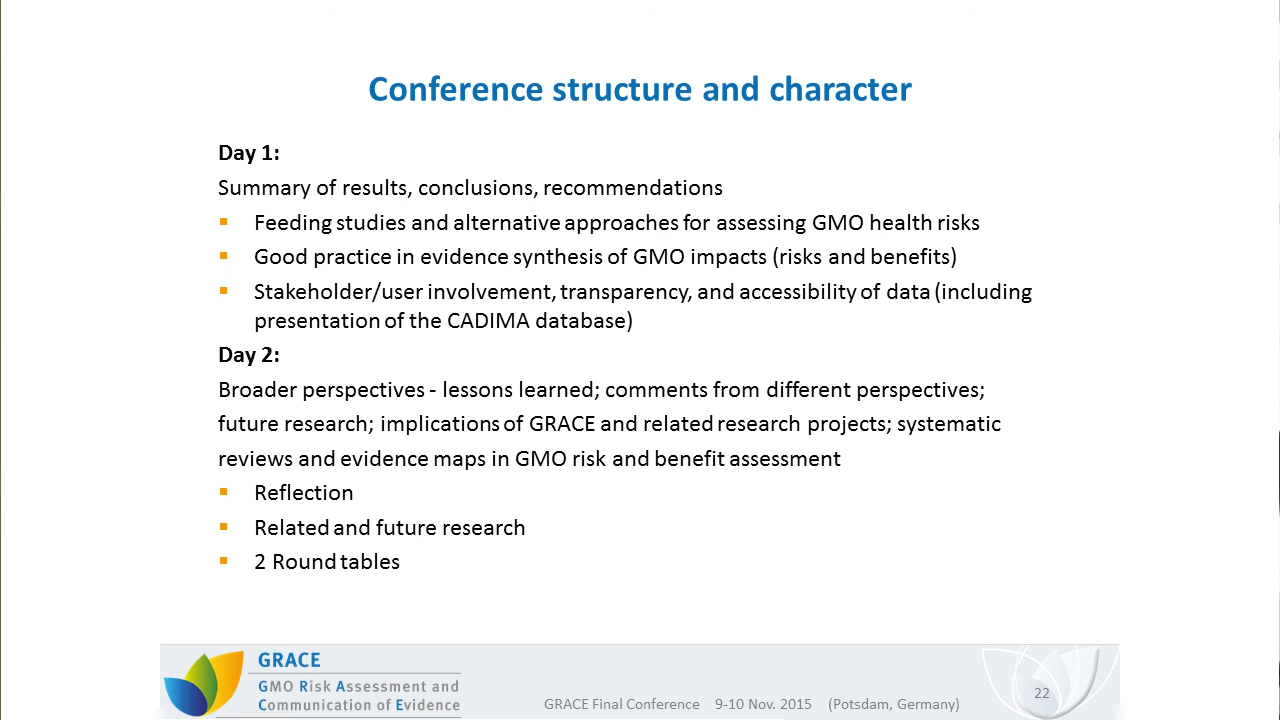 Conference structure and character
Day 1:
Summary of results, conclusions, recommendations
▪ Feeding studies and alternative approaches for assessing GMO health risks
▪ Good practice in evidence synthesis of GMO impacts (risks and benefits)
▪ Stakeholder/user involvement, transparency, and accessibility of data (including
presentation of the CADIMA database)
Day 2:
Broader perspectives - lessons learned; comments from different perspectives;
future research; implications of GRACE and related research projects; systematic
reviews and evidence maps in GMO risk and benefit assessment
▪ Reflection
▪ Related and future research
▪ 2 Round tables
GRACE
GMO Risk Assessment and
Communication of Evidence
GRACE Final Conference 9-10 Nov. 2015 (Potsdam, Germany)
22